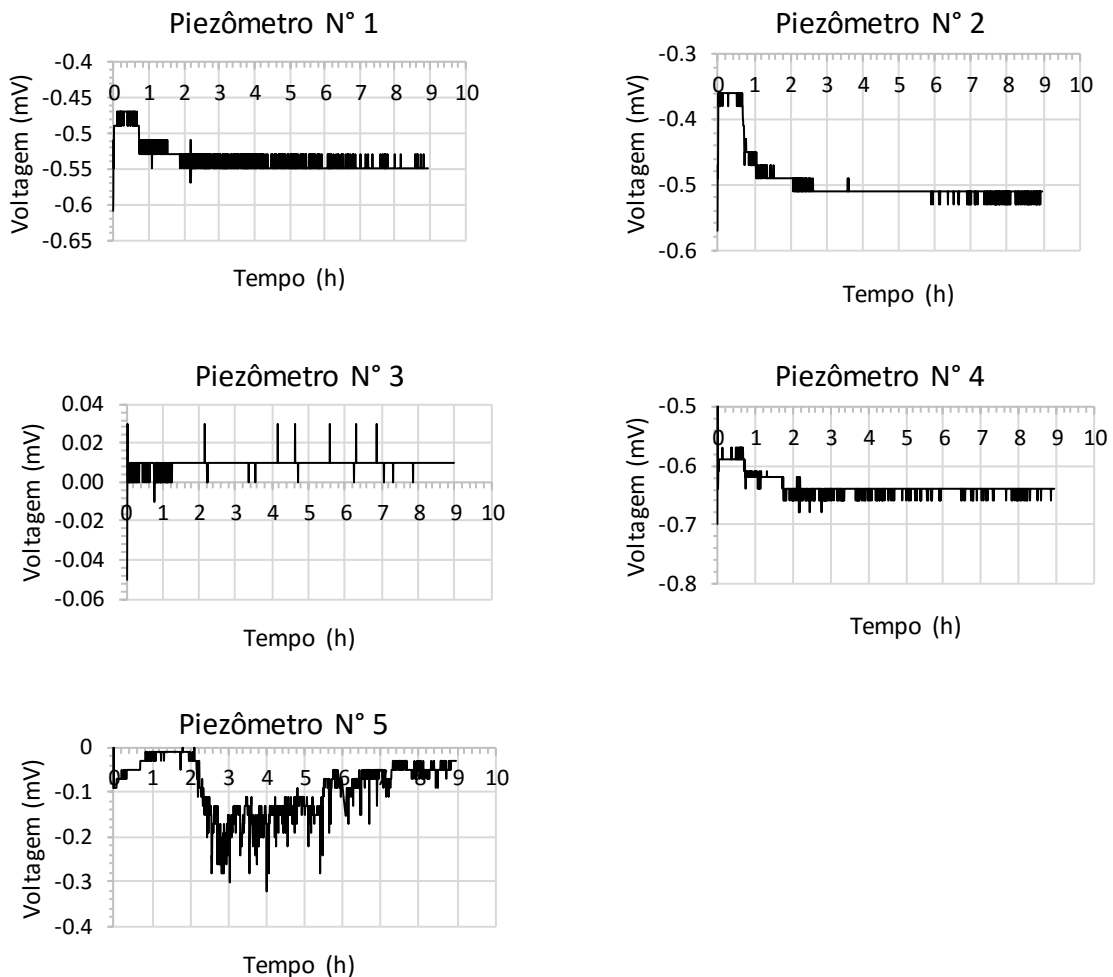 Piezômetro N° 1
-0.4
-0.45
-0.5
-0.55
-0.6
-0.65
0 1 2 3 4 5 6 7 8 9 10
Voltagem (mV)
Tempo (h)
Piezômetro N° 2
-0.3
-0.4
-0.5
-0.6
0 1 2 3 4 5 6 7 8 9 10
Voltagem (mV)
Tempo (h)
Piezômetro N° 3
0.04
0.02
0.00
-0.02
-0.04
-0.06
0 1 2 3 4 5 6 7 8 9 10
Voltagem (mV)
Tempo (h)
Piezômetro N° 4
-0.5
-0.6
-0.7
-0.8
0 1 2 3 4 5 6 7 8 9 10
Voltagem (mV)
Tempo (h)
Piezômetro N° 5
0
-0.1
-0.2
-0.3
-0.4
0 1 2 3 4 5 6 7 8 9 10
Voltagem (mV)
Tempo (h)